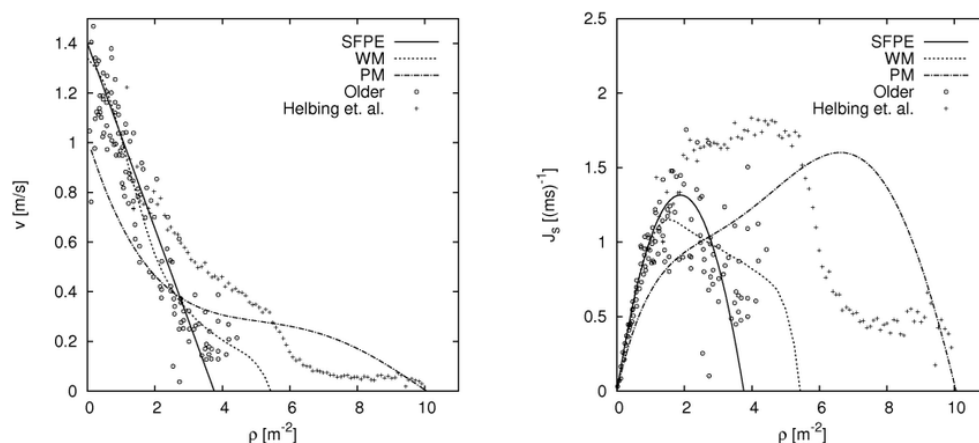 SFPE
WM
PM
Older
Helbing et. al.
1.4
1.2
1
0.8
0.6
0.4
0.2
0
v [m/s]
0 2 4 6 8 10
ρ [m⁻²]
SFPE
WM
PM
Older
Helbing et. al.
2.5
2
1.5
1
0.5
0
J_S [(ms)⁻¹]
0 2 4 6 8 10
ρ [m⁻²]